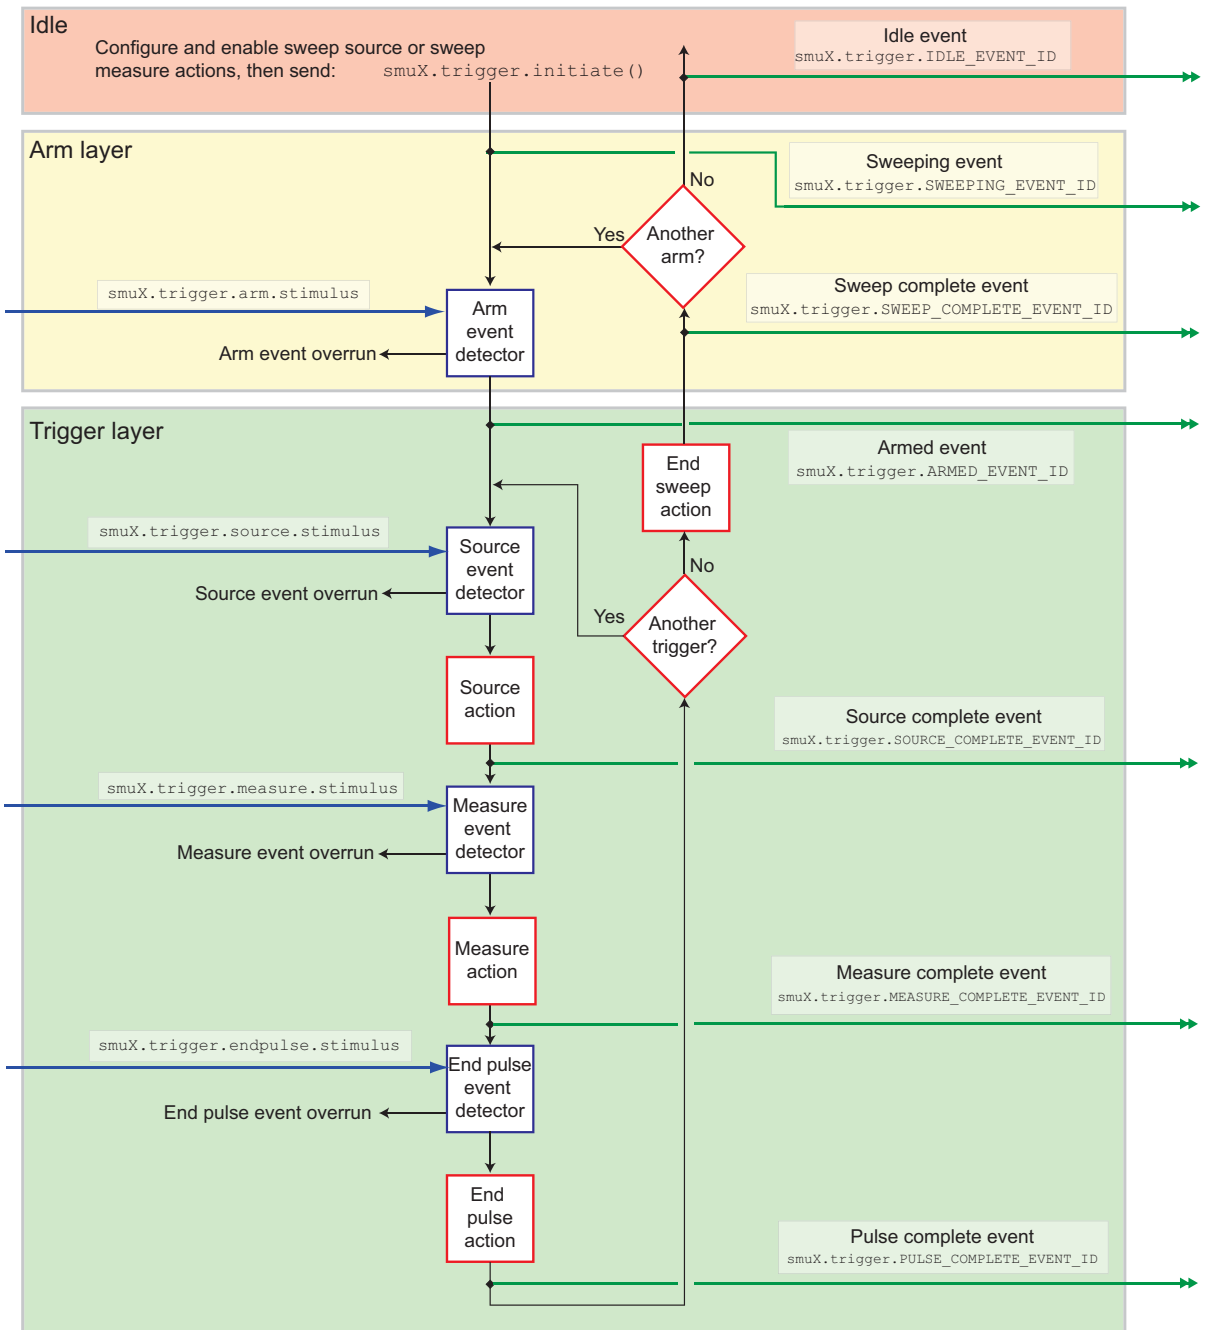 Idle
Configure and enable sweep source or sweep
measure actions, then send: smuX.trigger.initiate()
Idle event
smuX.trigger.IDLE_EVENT_ID
Arm layer
Sweeping event
smuX.trigger.SWEEPING_EVENT_ID
No
Yes
Another
arm?
Sweep complete event
smuX.trigger.SWEEP_COMPLETE_EVENT_ID
smuX.trigger.arm.stimulus
Arm
event
detector
Arm event overrun
Trigger layer
Armed event
smuX.trigger.ARMED_EVENT_ID
End
sweep
action
smuX.trigger.source.stimulus
Source
event
detector
Source event overrun
No
Yes
Another
trigger?
Source
action
Source complete event
smuX.trigger.SOURCE_COMPLETE_EVENT_ID
smuX.trigger.measure.stimulus
Measure
event
detector
Measure event overrun
Measure
action
Measure complete event
smuX.trigger.MEASURE_COMPLETE_EVENT_ID
smuX.trigger.endpulse.stimulus
End pulse
event
detector
End pulse event overrun
End
pulse
action
Pulse complete event
smuX.trigger.PULSE_COMPLETE_EVENT_ID